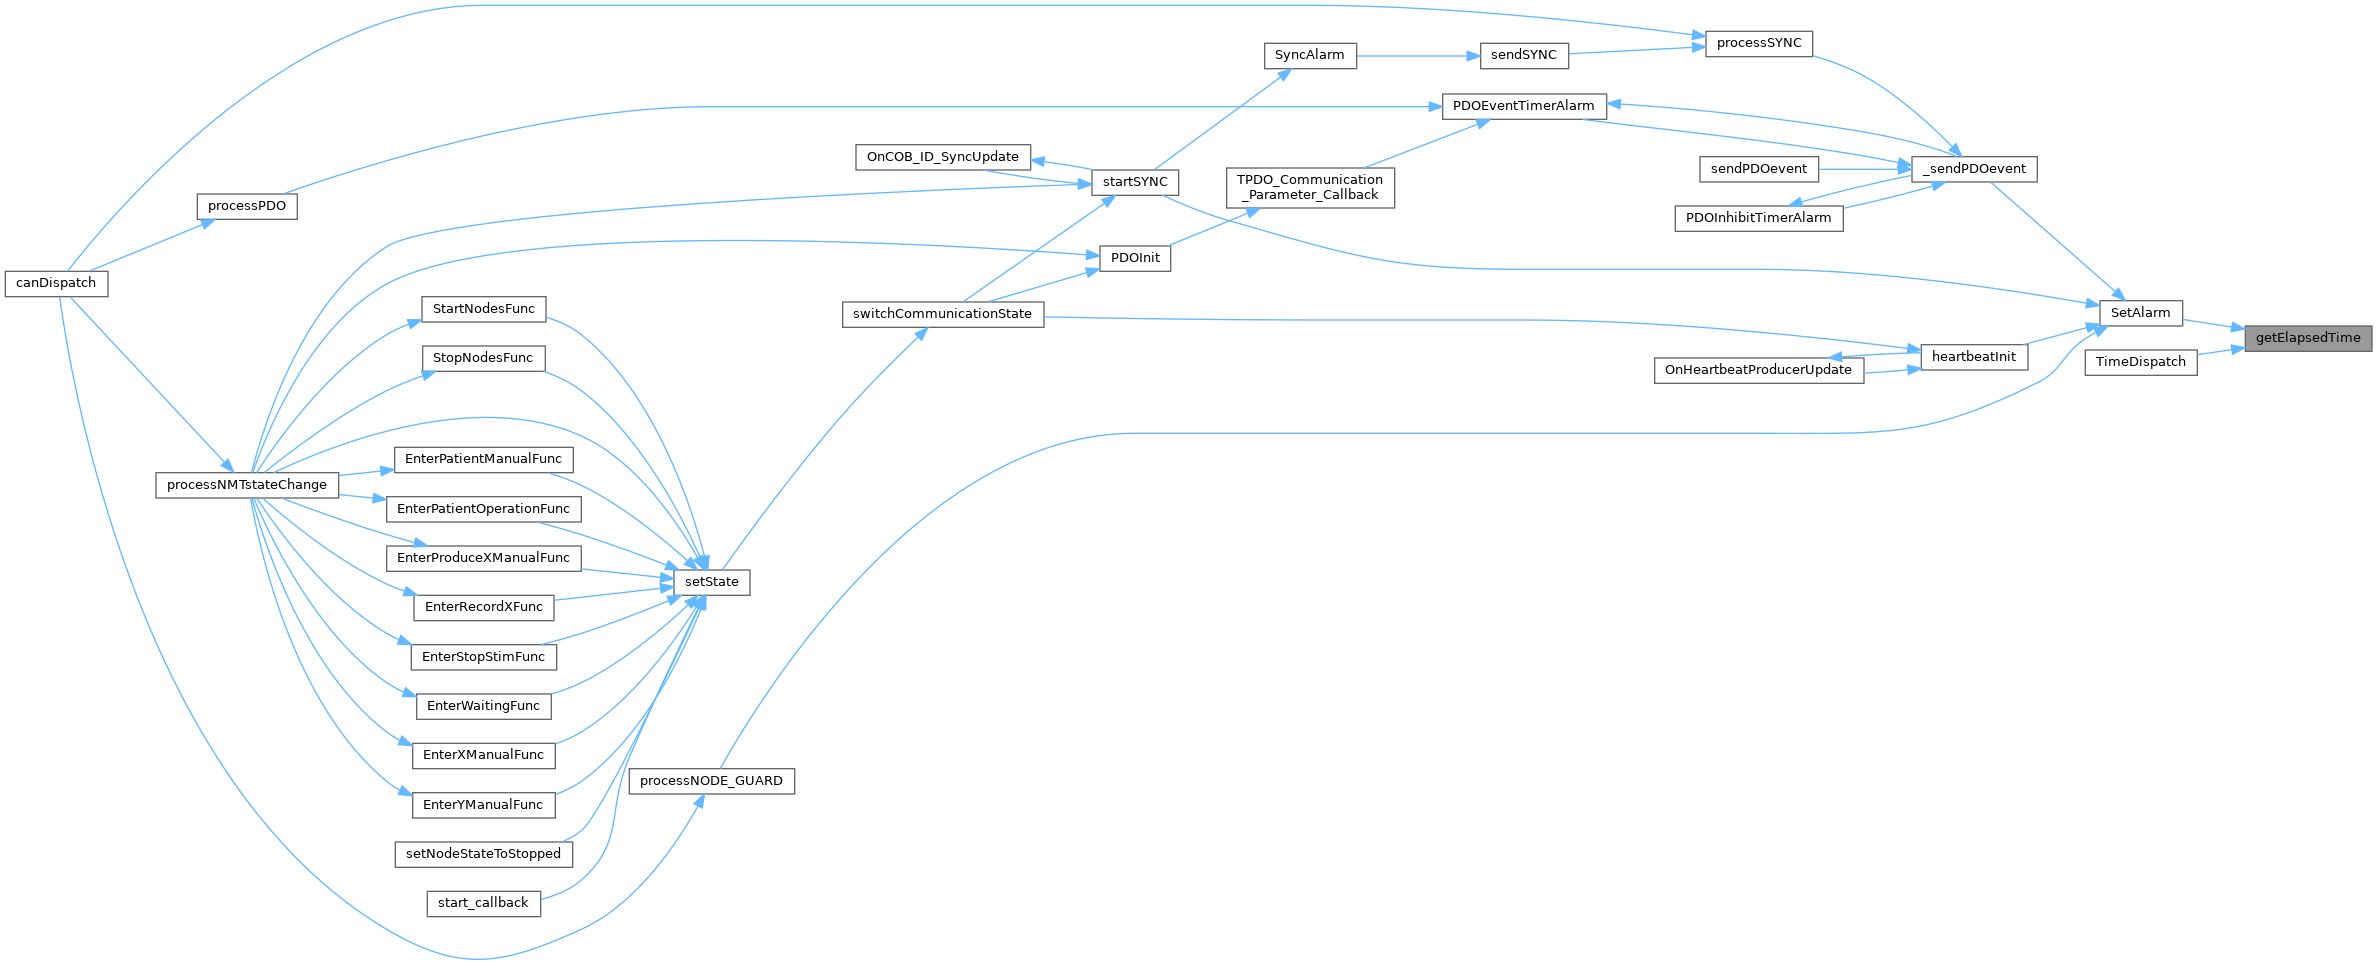 processSYNC
SyncAlarm
sendSYNC
PDOEventTimerAlarm
OnCOB_ID_SyncUpdate
sendPDOevent
_sendPDOevent
startSYNC
TPDO_Communication
_Parameter_Callback
processPDO
PDOInhibitTimerAlarm
PDOInit
canDispatch
StartNodesFunc
switchCommunicationState
SetAlarm
getElapsedTime
StopNodesFunc
heartbeatInit
TimeDispatch
OnHeartbeatProducerUpdate
EnterPatientManualFunc
processNMTstateChange
EnterPatientOperationFunc
EnterProduceXManualFunc
setState
EnterRecordXFunc
EnterStopStimFunc
EnterWaitingFunc
EnterXManualFunc
processNODE_GUARD
EnterYManualFunc
setNodeStateToStopped
start_callback